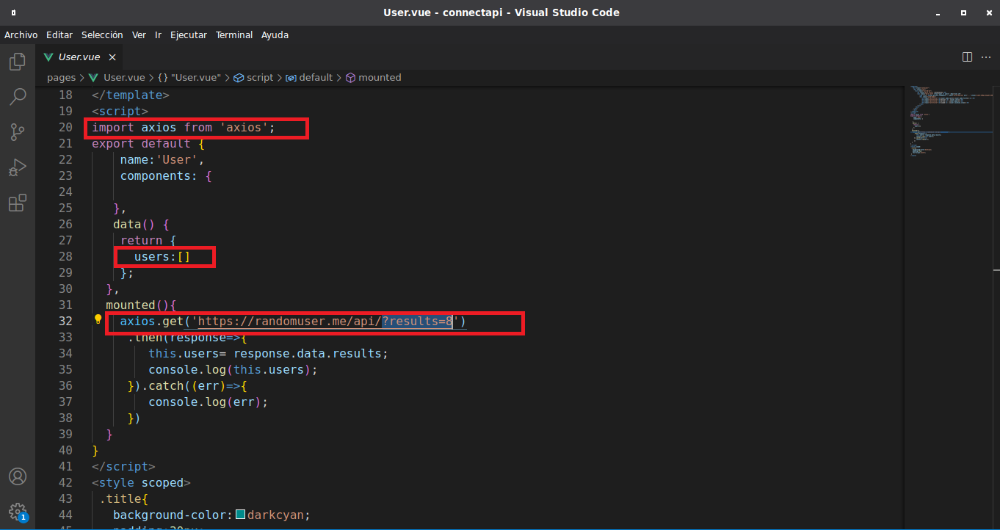 User.vue - connectapi - Visual Studio Code
Archivo Editar Selección Ver Ir Ejecutar Terminal Ayuda
User.vue
pages > User.vue > {} "User.vue" > script > default > mounted
18 </template>
19 <script>
20 import axios from 'axios';
21 export default {
22 name:'User',
23 components: {
24
25 },
26 data() {
27 return {
28 users:[]
29 };
30 },
31 mounted(){
32 axios.get('https://randomuser.me/api/?results=8')
33 .then(response=>{
34 this.users= response.data.results;
35 console.log(this.users);
36 }).catch((err)=>{
37 console.log(err);
38 })
39 }
40 }
41 </script>
42 <style scoped>
43 .title{
44 background-color: darkcyan;
45 padding:20px;
1